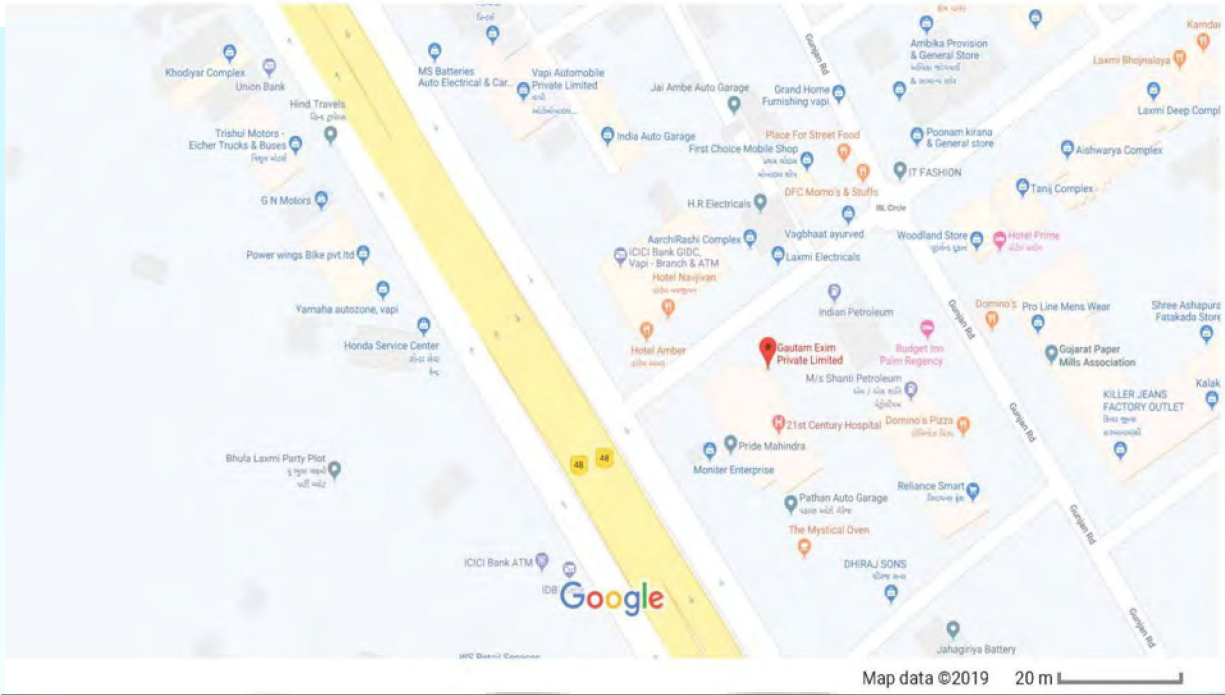 Khodiyar Complex
Union Bank
MS Batteries
Auto Electrical & Car...
Vapi Automobile
Private Limited
વાપી
Hind Travels
Trishul Motors -
Eicher Trucks & Buses
G N Motors
Power wings Bike pvt.ltd
Yamaha autozone, vapi
Honda Service Center
Bhula Laxmi Party Plot
48
48
ICICI Bank ATM
IDB
Google
WS Retail Services
India Auto Garage
Jai Ambe Auto Garage
Gunjan Rd
Grand Home
Furnishing vapi
Place For Street Food
First Choice Mobile Shop
DFC Momo's & Stuffs
H.R Electricals
AarchiRashi Complex
Vagbhaat ayurved
Laxmi Electricals
ICICI Bank GIDC,
Vapi - Branch & ATM
Hotel Navjivan
Hotel Amber
Ambika Provision
& General Store
Poonam kirana
& General store
IT FASHION
IBL Circle
Kamdar
Laxmi Bhojnalaya
Laxmi Deep Compl
Aishwarya Complex
Tanij Complex
Woodland Store
Hotel Prime
Indian Petroleum
Gunjan Rd
Domino's
Pro Line Mens Wear
Shree Ashapura
Fatakada Store
Budget Inn
Palm Regency
Gujarat Paper
Mills Association
Gautam Exim
Private Limited
M/s Shanti Petroleum
KILLER JEANS
FACTORY OUTLET
Kalak
21st Century Hospital
Domino's Pizza
Gunjan Rd
Pride Mahindra
Moniter Enterprise
Pathan Auto Garage
Reliance Smart
The Mystical Oven
Gunjan Rd
DHIRAJ SONS
Jahagiriya Battery
Gunjan Rd
Map data ©2019
20 m